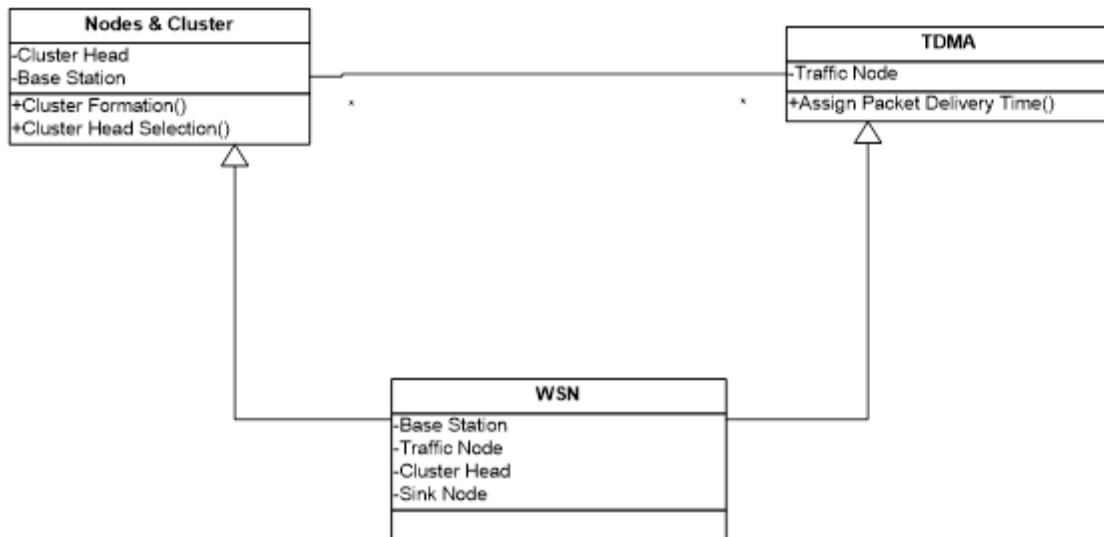 Nodes & Cluster
-Cluster Head
-Base Station
+Cluster Formation()
+Cluster Head Selection()
TDMA
-Traffic Node
+Assign Packet Delivery Time()
*
*
WSN
-Base Station
-Traffic Node
-Cluster Head
-Sink Node